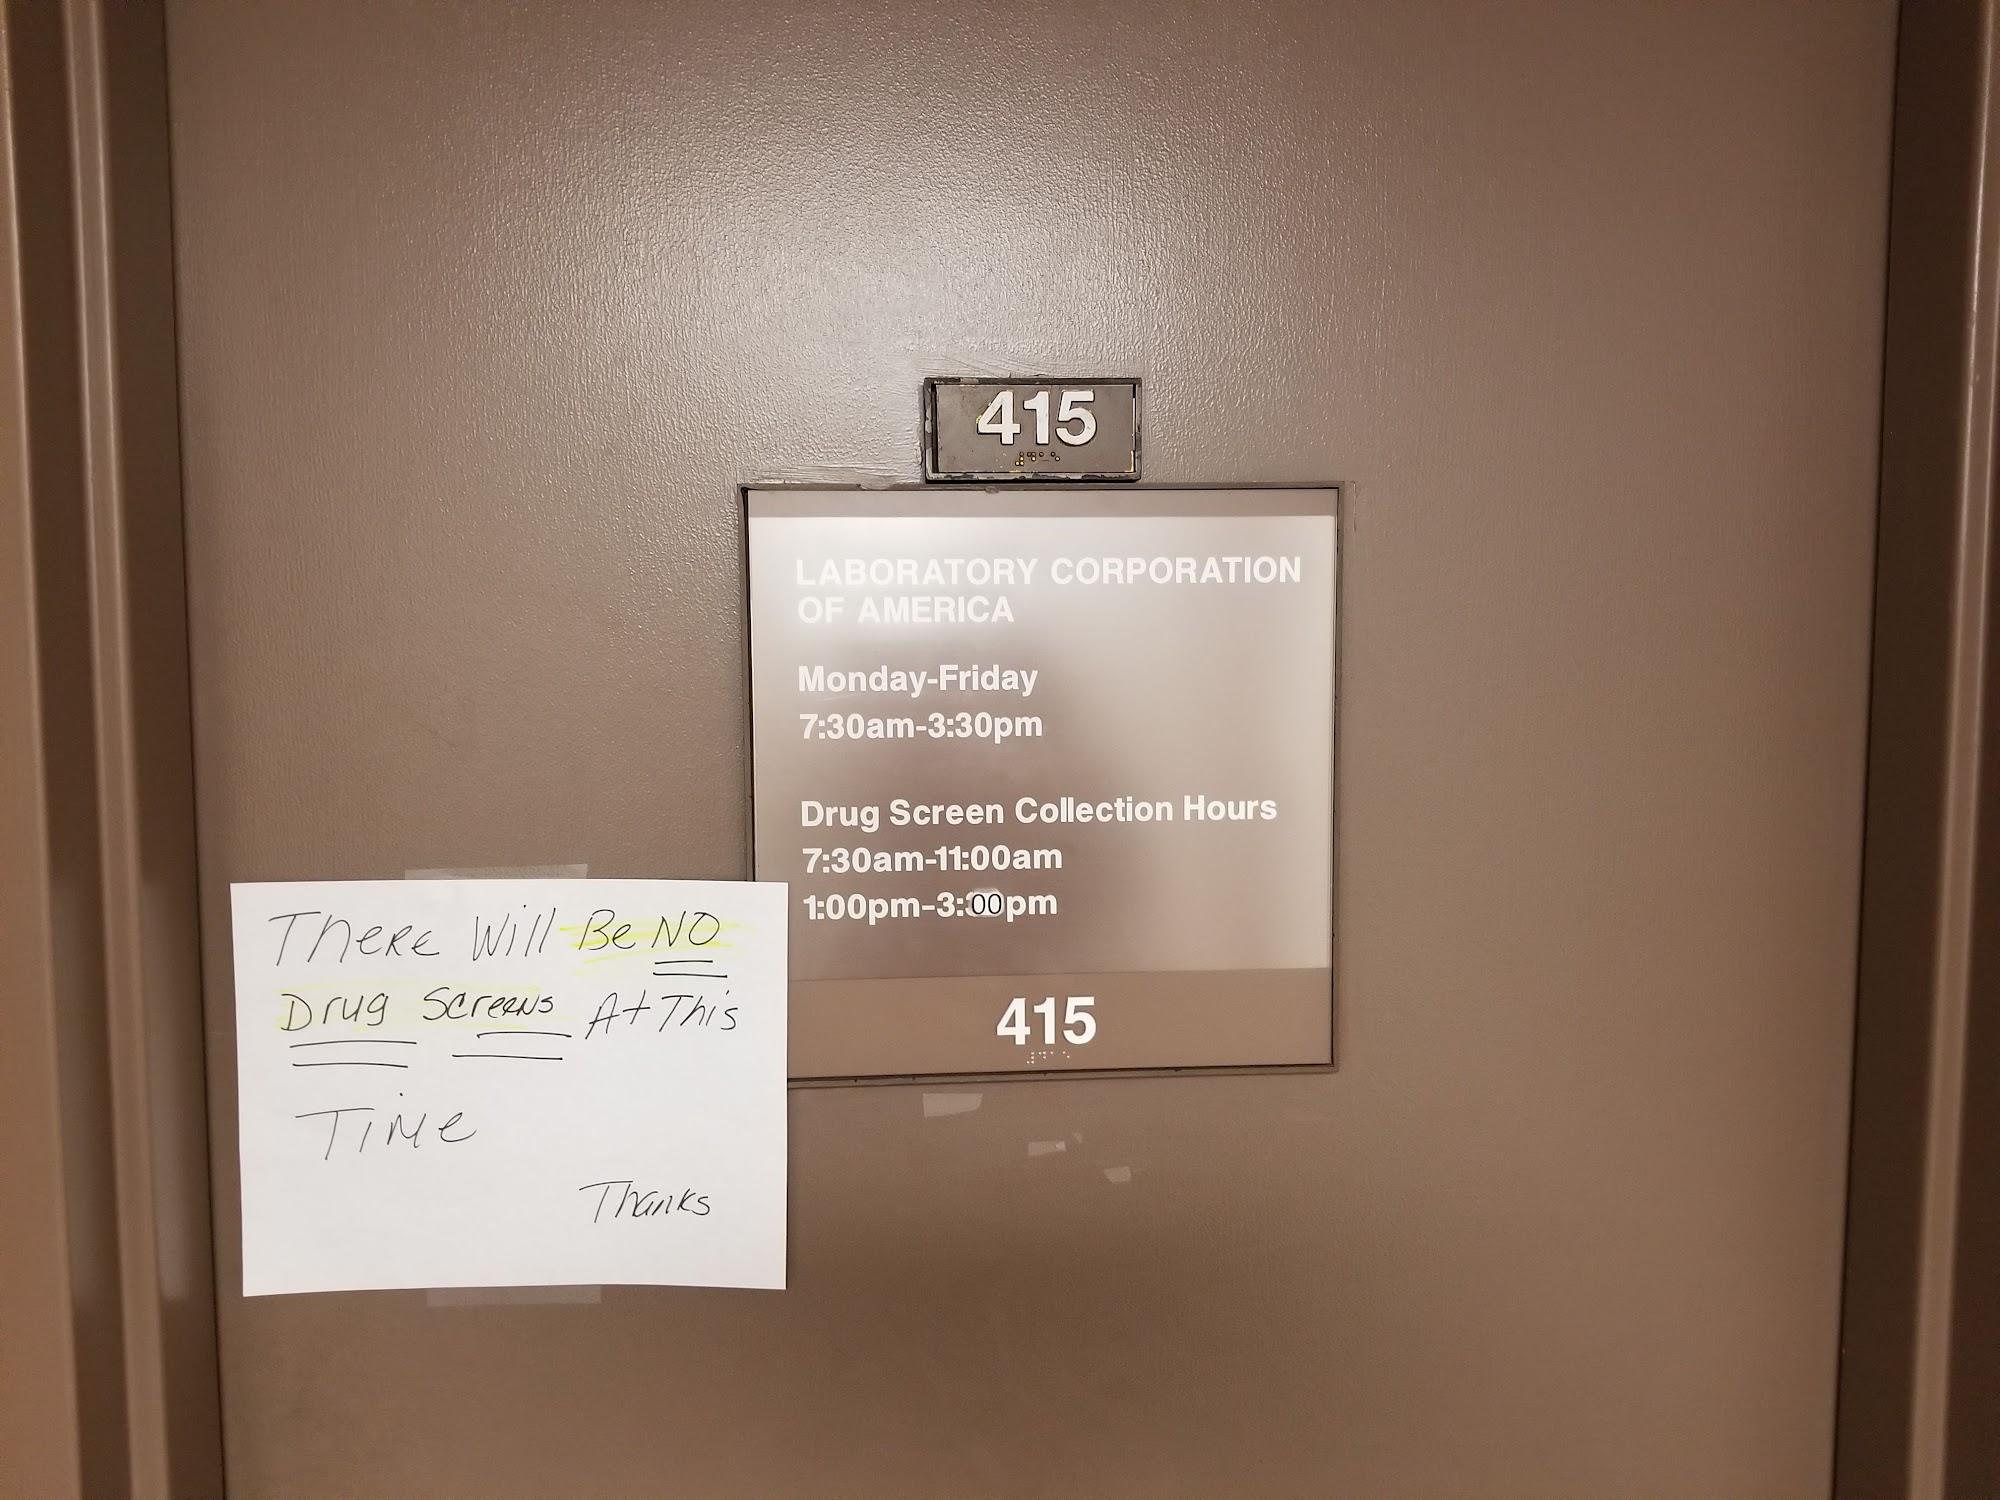 415
LABORATORY CORPORATION
OF AMERICA
Monday-Friday
7:30am-3:30pm
Drug Screen Collection Hours
7:30am-11:00am
1:00pm-3:00pm
415
THERE Will Be NO
Drug Screens At This
Time
Thanks